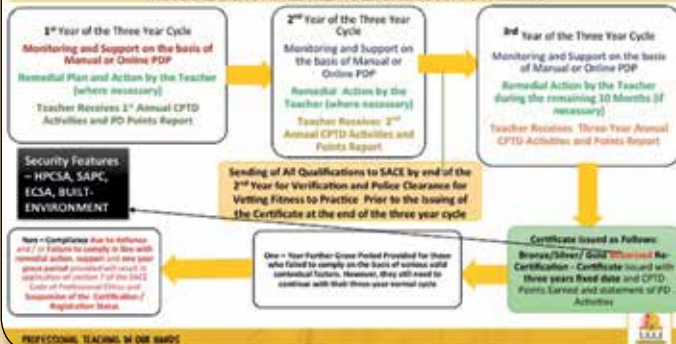 1st Year of the Three Year Cycle
Monitoring and Support on the basis of
Manual or Online PDP
Remedial Plan and Action by the Teacher
(where necessary)
Teacher Receives 1st Annual CPTD
Activities and PD Points Report
2nd Year of the Three Year
Cycle
Monitoring and Support on
the basis of Manual or
Online PDP
Remedial Action by the
Teacher (where necessary)
Teacher Receives 2nd
Annual CPTD Activities and
Points Report
3rd Year of the Three Year Cycle
Monitoring and Support on the basis
of Manual or Online PDP
Remedial Action by the Teacher
during the remaining 10 Months (if
necessary)
Teacher Receives Three-Year Annual
CPTD Activities and Points Report
Security Features
– HPCSA, SAPC,
ECSA, BUILT-
ENVIRONMENT
Sending of All Qualifications to SACE by end of the
2nd Year for Verification and Police Clearance for
Vetting Fitness to Practice Prior to the Issuing of
the Certificate at the end of the three year cycle
Non – Compliance due to defiance
and/or Failure to comply in line with
remedial action, support and one year
grace period provided will result in
application of section 7 of the SACE
Code of Professional Ethics and
Suspension of the Certification/
Registration Status
One – Year Further Grace Period Provided for those
who failed to comply on the basis of various valid
contextual factors. However, they still need to
continue with their three-year normal cycle
Certificate Issued as Follows:
Bronze/Silver/ Gold Re-
Certification - Certificate issued with
three years fixed date and CPTD
Points Earned and statement of PD
Activities
PROFESSIONAL TEACHING IN OUR HANDS